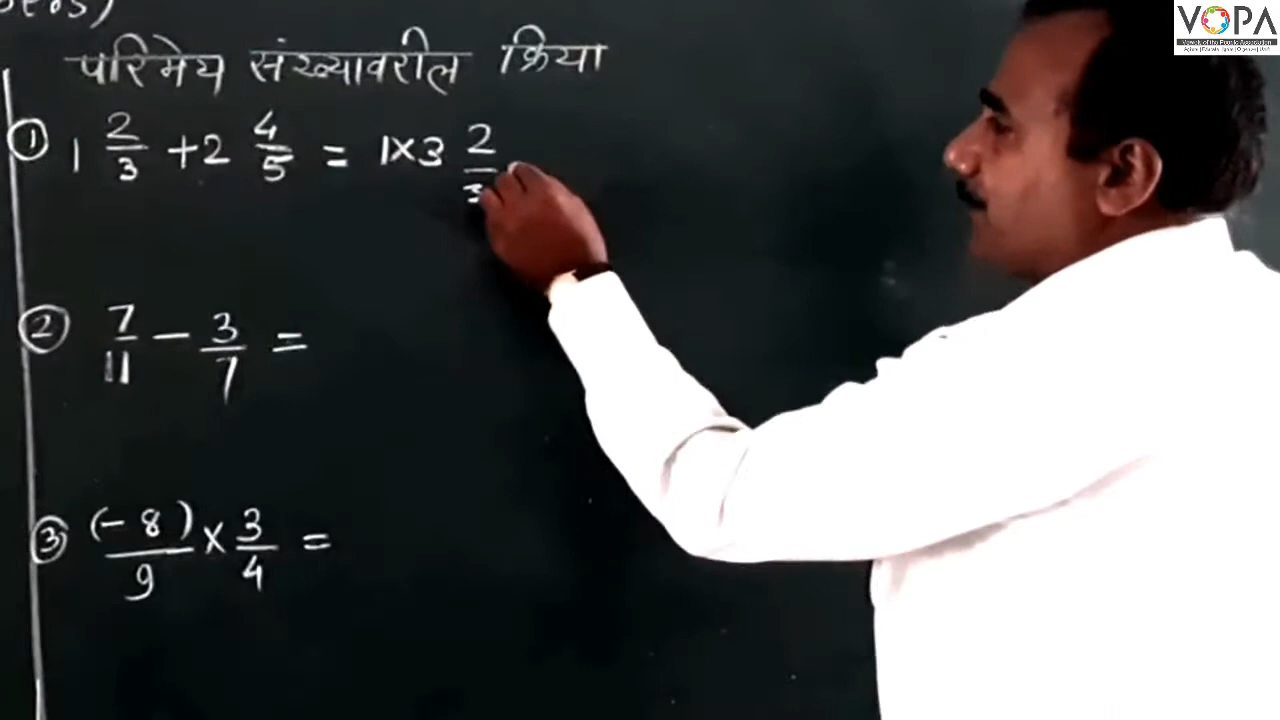 परिमेय संख्यावरील क्रिया
① 1 2/3 + 2 4/5 = 1×3 2/3
② 7/11 - 3/7 =
③ (-8)/9 × 3/4 =
VOPA